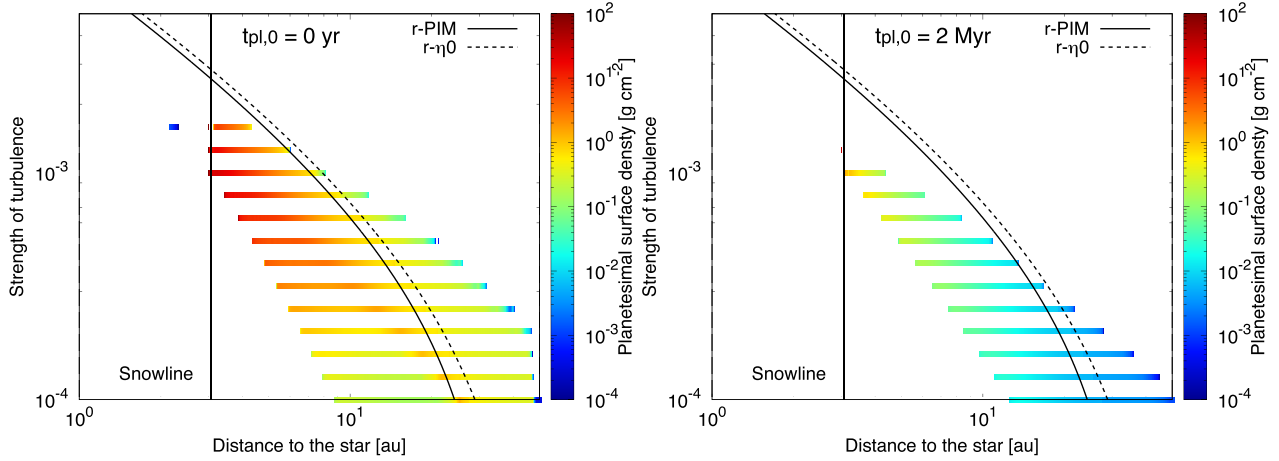 t_pl,0 = 0 yr
r-PIM
r-η0
Strength of turbulence
10^-3
10^-4
Snowline
10^0
10^1
Distance to the star [au]
10^2
10^1
10^0
10^-1
10^-2
10^-3
10^-4
Planetesimal surface densty [g cm^-2]
t_pl,0 = 2 Myr
r-PIM
r-η0
Strength of turbulence
10^-3
10^-4
Snowline
10^0
10^1
Distance to the star [au]
10^2
10^1
10^0
10^-1
10^-2
10^-3
10^-4
Planetesimal surface densty [g cm^-2]